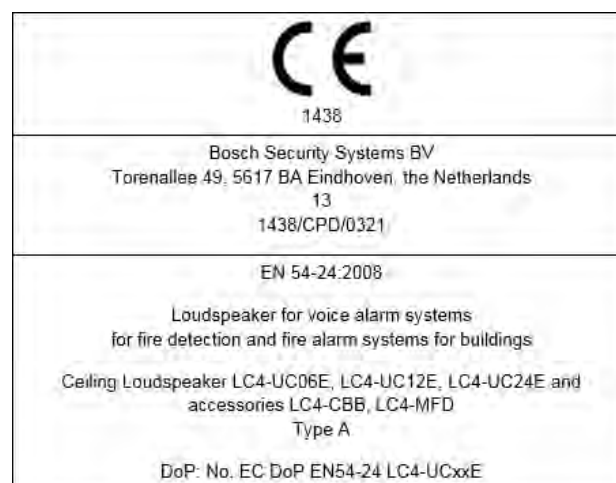 CE
1438
Bosch Security Systems BV
Torenallee 49, 5617 BA Eindhoven, the Netherlands
13
1438/CPD/0321
EN 54-24:2008
Loudspeaker for voice alarm systems
for fire detection and fire alarm systems for buildings
Ceiling Loudspeaker LC4-UC06E, LC4-UC12E, LC4-UC24E and
accessories LC4-CBB, LC4-MFD
Type A
DoP: No. EC DoP EN54-24 LC4-UCxxE